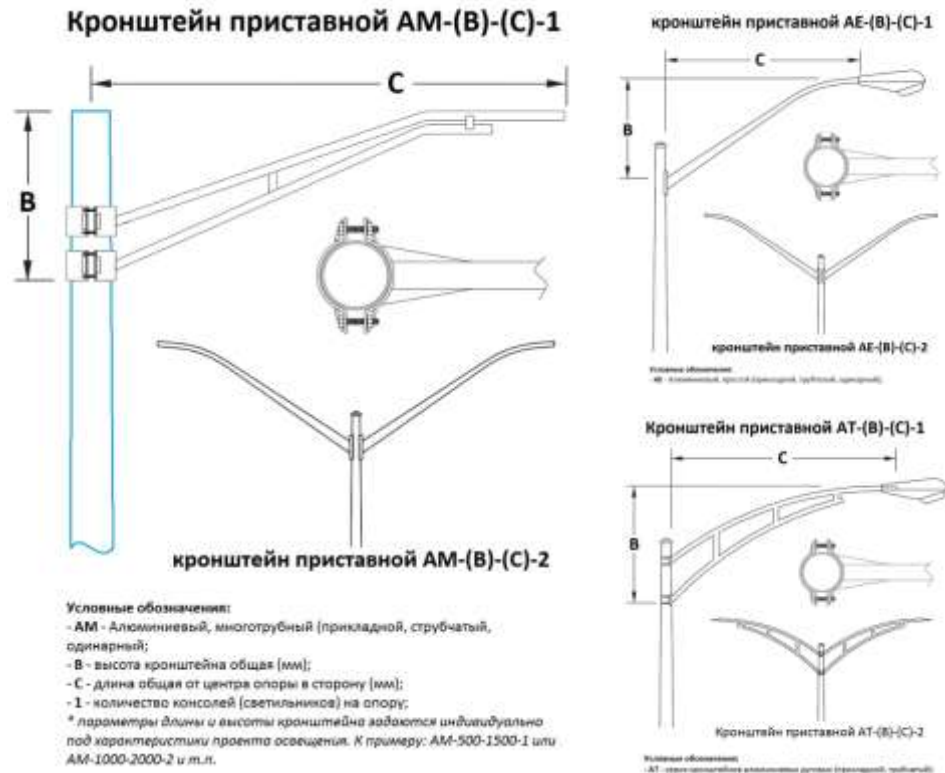 Кронштейн приставной АМ-(В)-(С)-1
С
В
кронштейн приставной АМ-(В)-(С)-2
Условные обозначения:
- АМ - Алюминиевый, многотрубный (прикладной, струбчатый,
одинарный;
- В - высота кронштейна общая (мм);
- С - длина общая от центра опоры в сторону (мм);
- 1 - количество консолей (светильников) на опору;
* параметры длины и высоты кронштейна задаются индивидуально
под характеристики проекта освещения. К примеру: АМ-500-1500-1 или
АМ-1000-2000-2 и т.п.
кронштейн приставной АЕ-(В)-(С)-1
С
В
кронштейн приставной АЕ-(В)-(С)-2
Условные обозначения:
Кронштейн приставной АТ-(В)-(С)-1
С
В
Кронштейн приставной АТ-(В)-(С)-2
Условные обозначения: